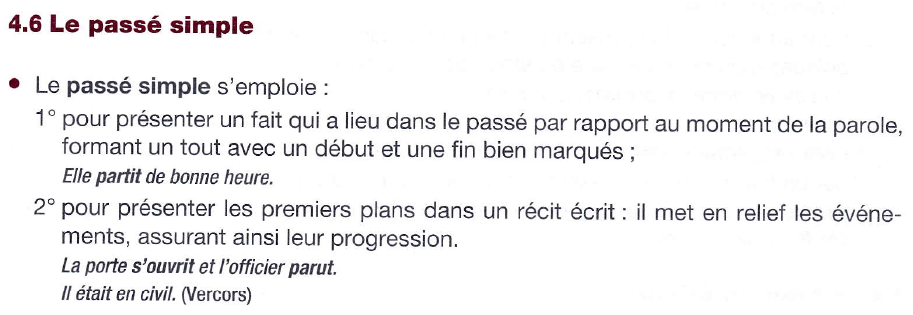 4.6 Le passé simple
• Le passé simple s'emploie :
1° pour présenter un fait qui a lieu dans le passé par rapport au moment de la parole,
formant un tout avec un début et une fin bien marqués ;
Elle partit de bonne heure.
2° pour présenter les premiers plans dans un récit écrit : il met en relief les événe-
ments, assurant ainsi leur progression.
La porte s'ouvrit et l'officier parut.
Il était en civil. (Vercors)